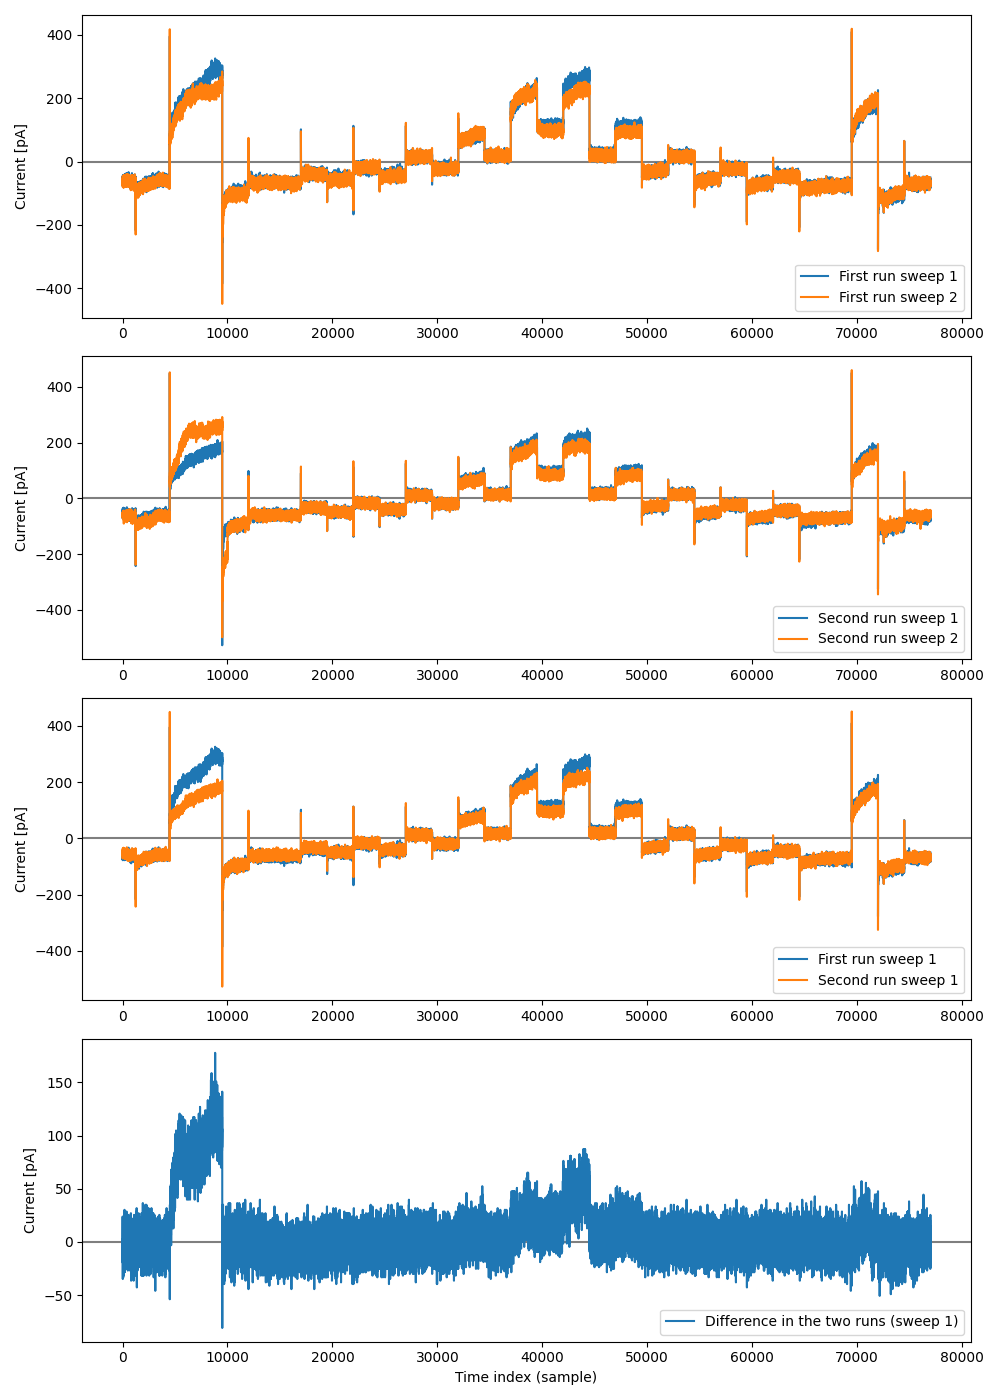 400
200
0
−200
−400
Current [pA]
First run sweep 1
First run sweep 2
0 10000 20000 30000 40000 50000 60000 70000 80000
400
200
0
−200
−400
Current [pA]
Second run sweep 1
Second run sweep 2
0 10000 20000 30000 40000 50000 60000 70000 80000
400
200
0
−200
−400
Current [pA]
First run sweep 1
Second run sweep 1
0 10000 20000 30000 40000 50000 60000 70000 80000
150
100
50
0
−50
Current [pA]
Difference in the two runs (sweep 1)
0 10000 20000 30000 40000 50000 60000 70000 80000
Time index (sample)